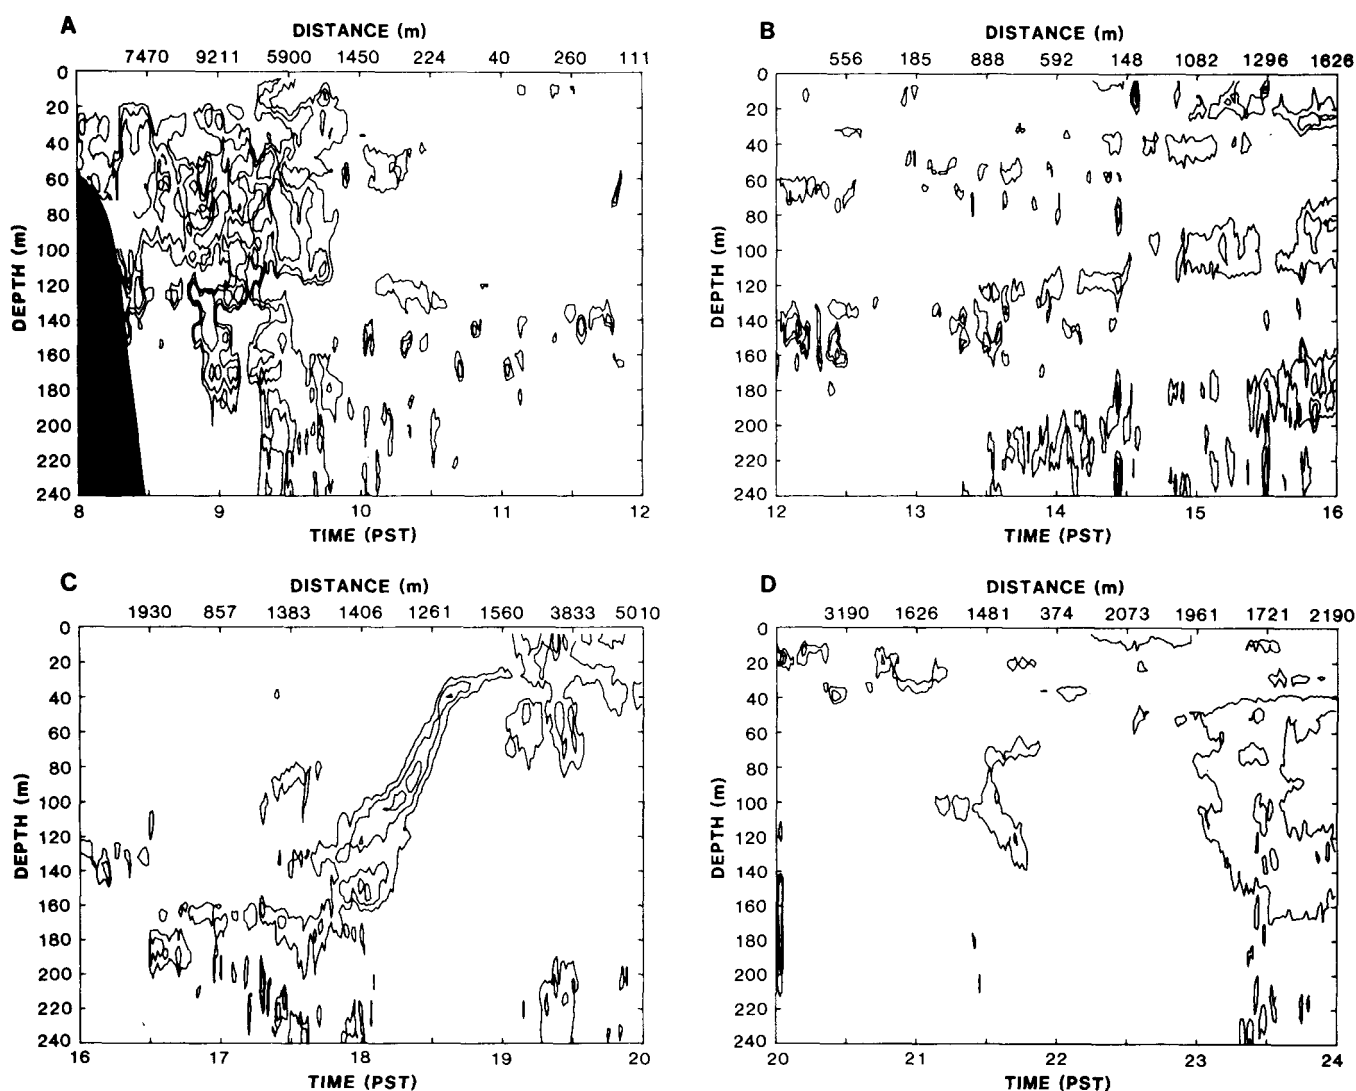 A
DISTANCE (m)
7470 9211 5900 1450 224 40 260 111
0
20
40
60
80
100
120
140
160
180
200
220
240
DEPTH (m)
8 9 10 11 12
TIME (PST)
B
DISTANCE (m)
556 185 888 592 148 1082 1296 1626
0
20
40
60
80
100
120
140
160
180
200
220
240
DEPTH (m)
12 13 14 15 16
TIME (PST)
C
DISTANCE (m)
1930 857 1383 1406 1261 1560 3833 5010
0
20
40
60
80
100
120
140
160
180
200
220
240
DEPTH (m)
16 17 18 19 20
TIME (PST)
D
DISTANCE (m)
3190 1626 1481 374 2073 1961 1721 2190
0
20
40
60
80
100
120
140
160
180
200
220
240
DEPTH (m)
20 21 22 23 24
TIME (PST)